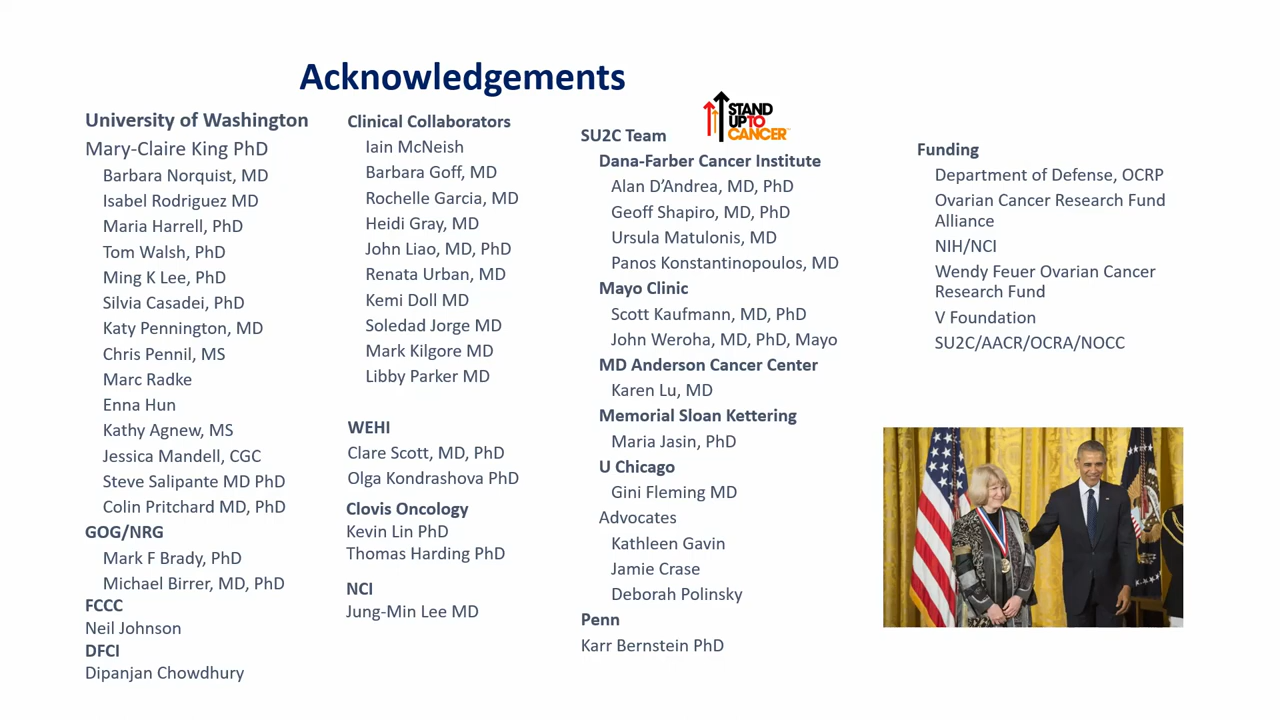 Acknowledgements
University of Washington
Mary-Claire King PhD
Barbara Norquist, MD
Isabel Rodriguez MD
Maria Harrell, PhD
Tom Walsh, PhD
Ming K Lee, PhD
Silvia Casadei, PhD
Katy Pennington, MD
Chris Pennil, MS
Marc Radke
Enna Hun
Kathy Agnew, MS
Jessica Mandell, CGC
Steve Salipante MD PhD
Colin Pritchard MD, PhD
GOG/NRG
Mark F Brady, PhD
Michael Birrer, MD, PhD
FCCC
Neil Johnson
DFCI
Dipanjan Chowdhury
Clinical Collaborators
Iain McNeish
Barbara Goff, MD
Rochelle Garcia, MD
Heidi Gray, MD
John Liao, MD, PhD
Renata Urban, MD
Kemi Doll MD
Soledad Jorge MD
Mark Kilgore MD
Libby Parker MD
WEHI
Clare Scott, MD, PhD
Olga Kondrashova PhD
Clovis Oncology
Kevin Lin PhD
Thomas Harding PhD
NCI
Jung-Min Lee MD
STAND
UPTO
CANCER
SU2C Team
Dana-Farber Cancer Institute
Alan D’Andrea, MD, PhD
Geoff Shapiro, MD, PhD
Ursula Matulonis, MD
Panos Konstantinopoulos, MD
Mayo Clinic
Scott Kaufmann, MD, PhD
John Weroha, MD, PhD, Mayo
MD Anderson Cancer Center
Karen Lu, MD
Memorial Sloan Kettering
Maria Jasin, PhD
U Chicago
Gini Fleming MD
Advocates
Kathleen Gavin
Jamie Crase
Deborah Polinsky
Penn
Karr Bernstein PhD
Funding
Department of Defense, OCRP
Ovarian Cancer Research Fund
Alliance
NIH/NCI
Wendy Feuer Ovarian Cancer
Research Fund
V Foundation
SU2C/AACR/OCRA/NOCC